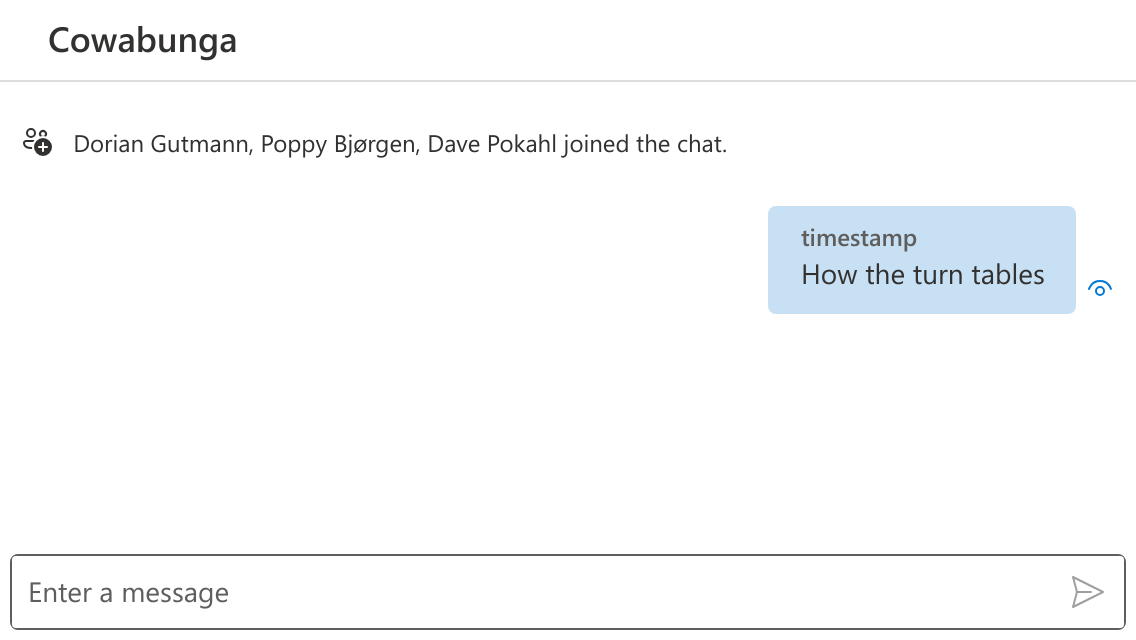 Cowabunga
Dorian Gutmann, Poppy Bjørgen, Dave Pokahl joined the chat.
timestamp
How the turn tables
Enter a message